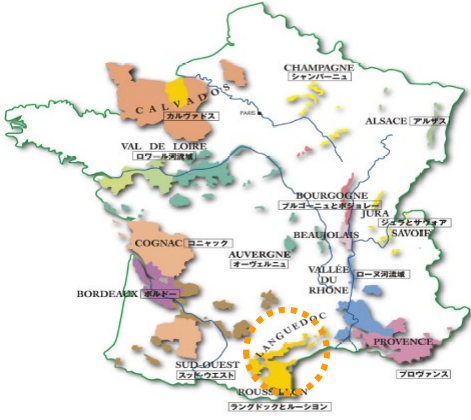 CHAMPAGNE
シャンパーニュ
CALVADOS
カルヴァドス
PARIS
ALSACE アルザス
VAL DE LOIRE
ロワール河流域
BOURGOGNE
ブルゴーニュとボジョレー
JURA
ジュラとサヴォア
SAVOIE
BEAUJOLAIS
COGNAC コニャック
AUVERGNE
オーヴェルニュ
VALLÉE
DU
RHÔNE
ローヌ河流域
BORDEAUX ボルドー
LANGUEDOC
PROVENCE
プロヴァンス
SUD-OUEST
スッド・ウエスト
ROUSSILLON
ラングドックとルーション